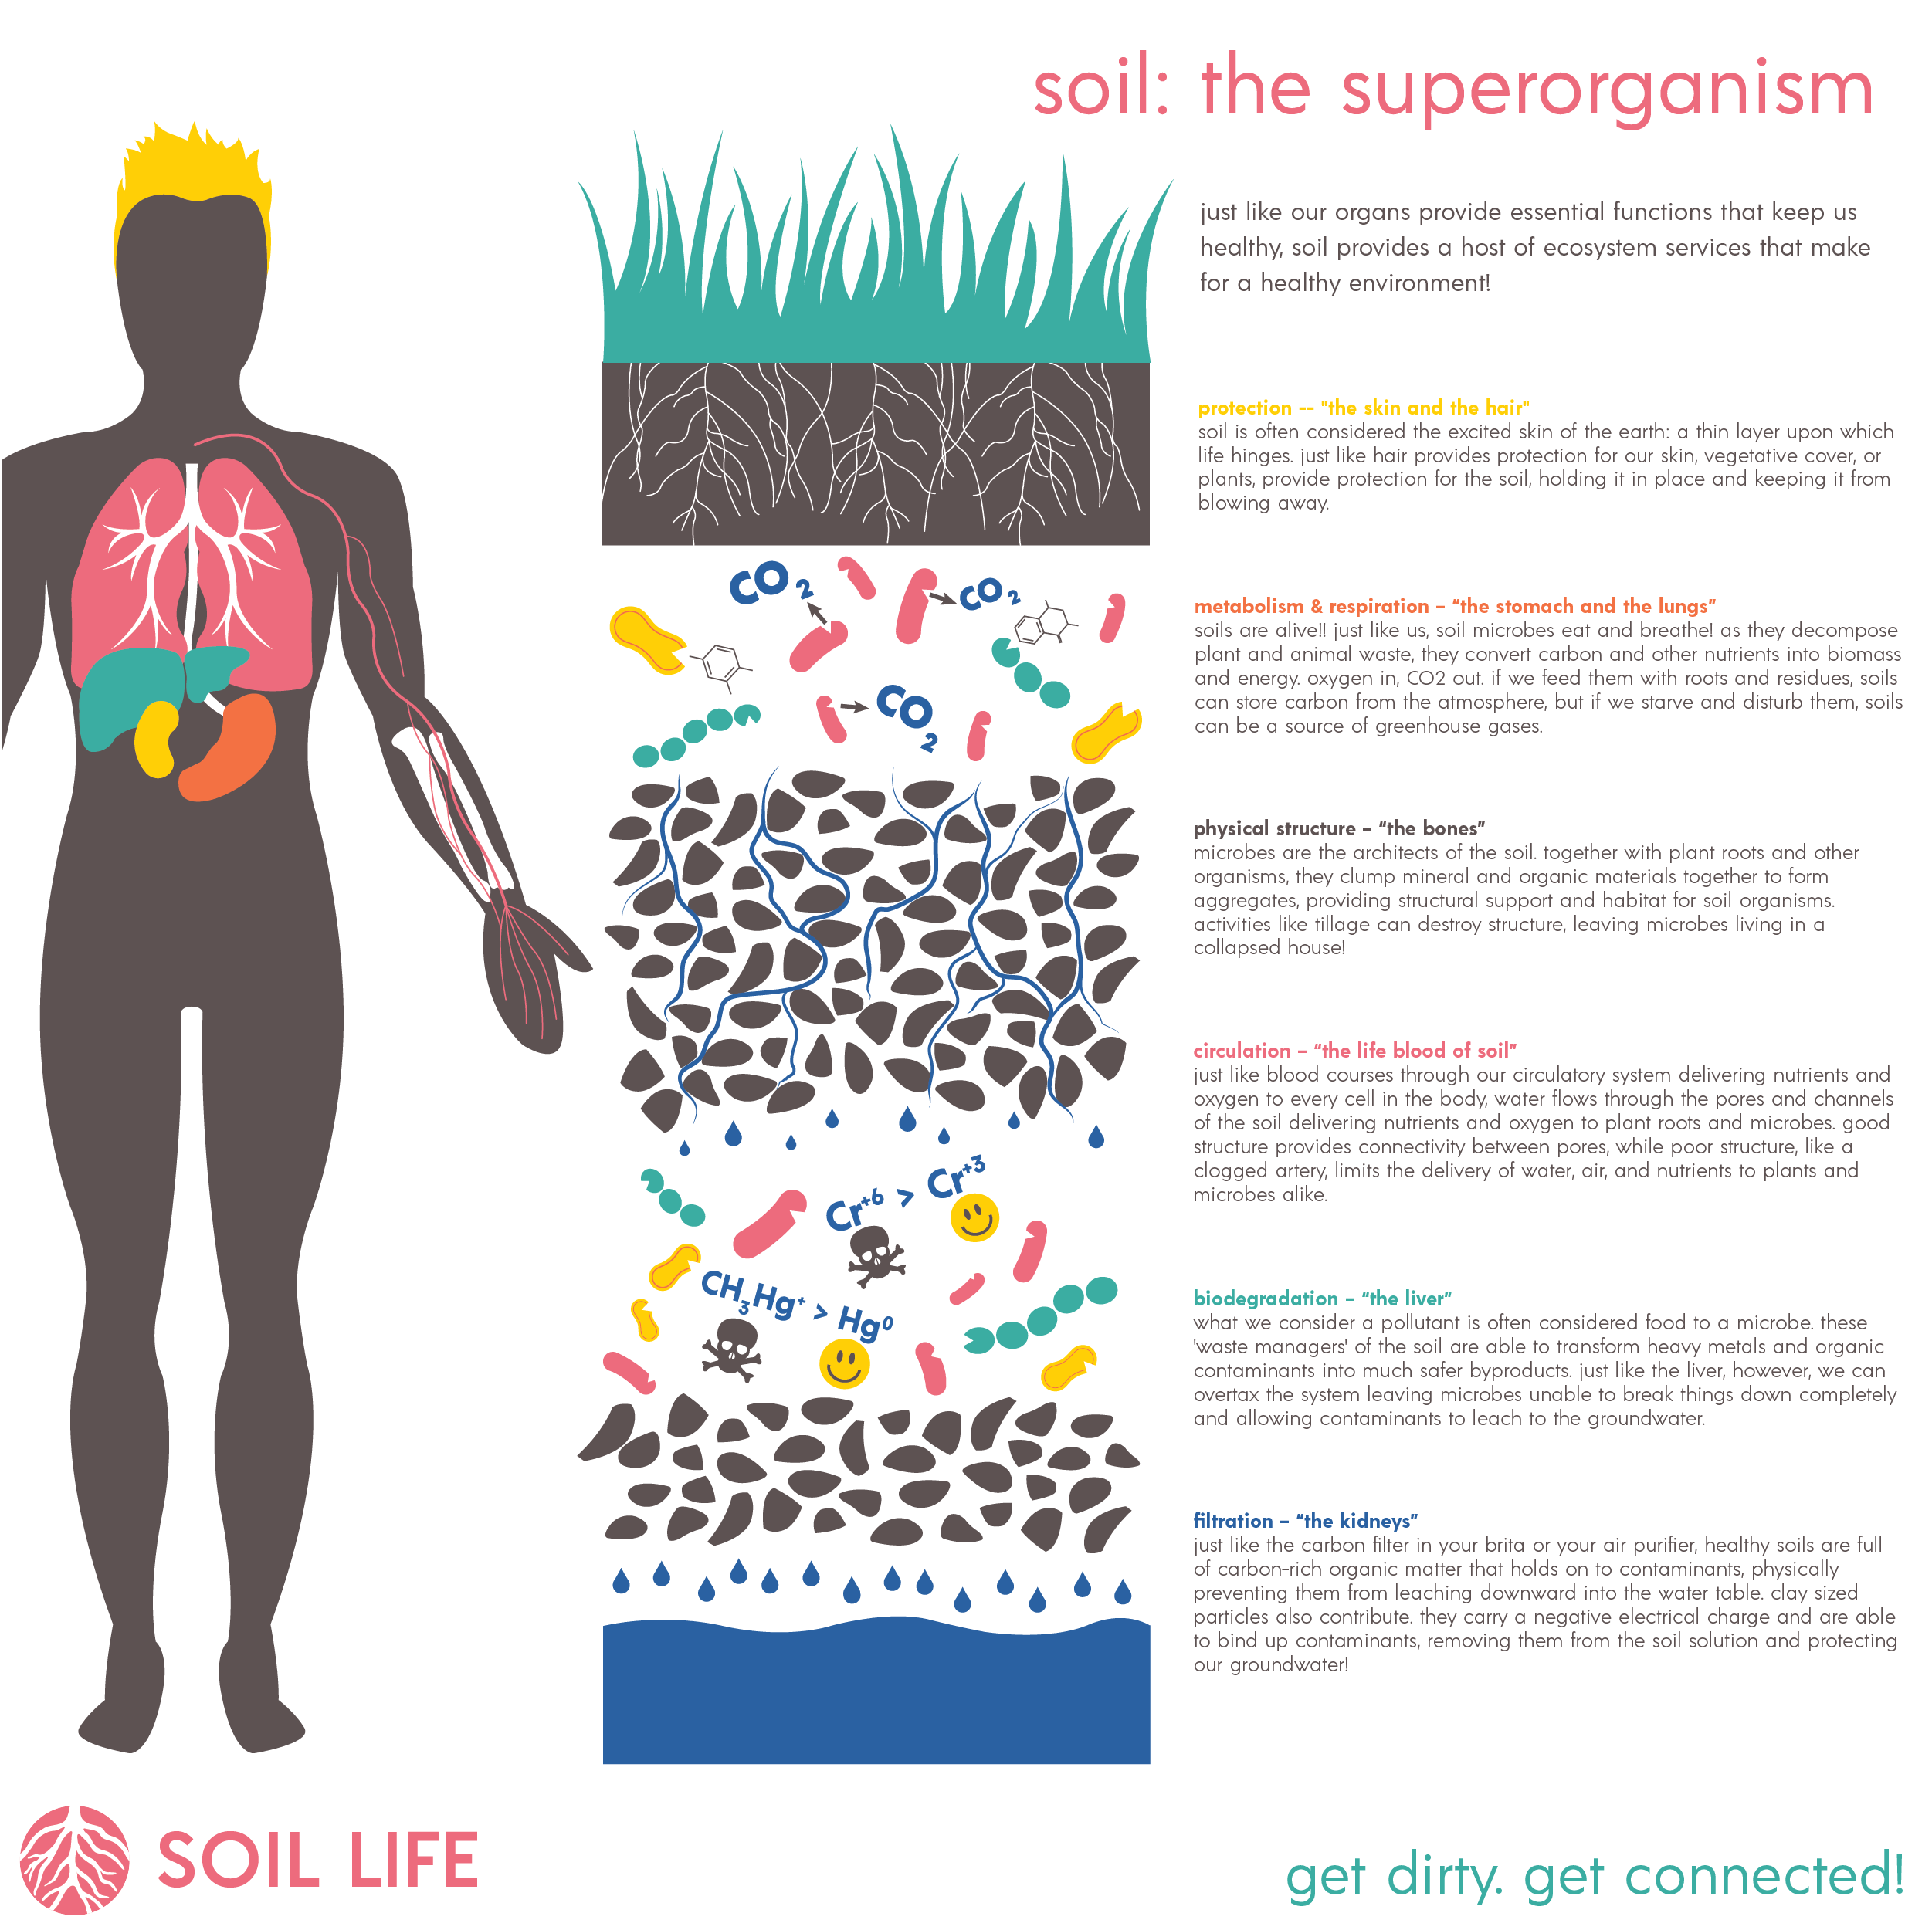 soil: the superorganism
just like our organs provide essential functions that keep us
healthy, soil provides a host of ecosystem services that make
for a healthy environment!
protection -- "the skin and the hair"
soil is often considered the excited skin of the earth: a thin layer upon which
life hinges. just like hair provides protection for our skin, vegetative cover, or
plants, provide protection for the soil, holding it in place and keeping it from
blowing away.
CO2
CO2
CO2
metabolism & respiration – “the stomach and the lungs”
soils are alive!! just like us, soil microbes eat and breathe! as they decompose
plant and animal waste, they convert carbon and other nutrients into biomass
and energy. oxygen in, CO2 out. if we feed them with roots and residues, soils
can store carbon from the atmosphere, but if we starve and disturb them, soils
can be a source of greenhouse gases.
physical structure – “the bones”
microbes are the architects of the soil. together with plant roots and other
organisms, they clump mineral and organic materials together to form
aggregates, providing structural support and habitat for soil organisms.
activities like tillage can destroy structure, leaving microbes living in a
collapsed house!
circulation – “the life blood of soil”
just like blood courses through our circulatory system delivering nutrients and
oxygen to every cell in the body, water flows through the pores and channels
of the soil delivering nutrients and oxygen to plant roots and microbes. good
structure provides connectivity between pores, while poor structure, like a
clogged artery, limits the delivery of water, air, and nutrients to plants and
microbes alike.
Cr+6 > Cr+3
CH3Hg+ > Hg0
biodegradation – “the liver”
what we consider a pollutant is often considered food to a microbe. these
'waste managers' of the soil are able to transform heavy metals and organic
contaminants into much safer byproducts. just like the liver, however, we can
overtax the system leaving microbes unable to break things down completely
and allowing contaminants to leach to the groundwater.
filtration – “the kidneys”
just like the carbon filter in your brita or your air purifier, healthy soils are full
of carbon-rich organic matter that holds on to contaminants, physically
preventing them from leaching downward into the water table. clay sized
particles also contribute. they carry a negative electrical charge and are able
to bind up contaminants, removing them from the soil solution and protecting
our groundwater!
SOIL LIFE
get dirty. get connected!